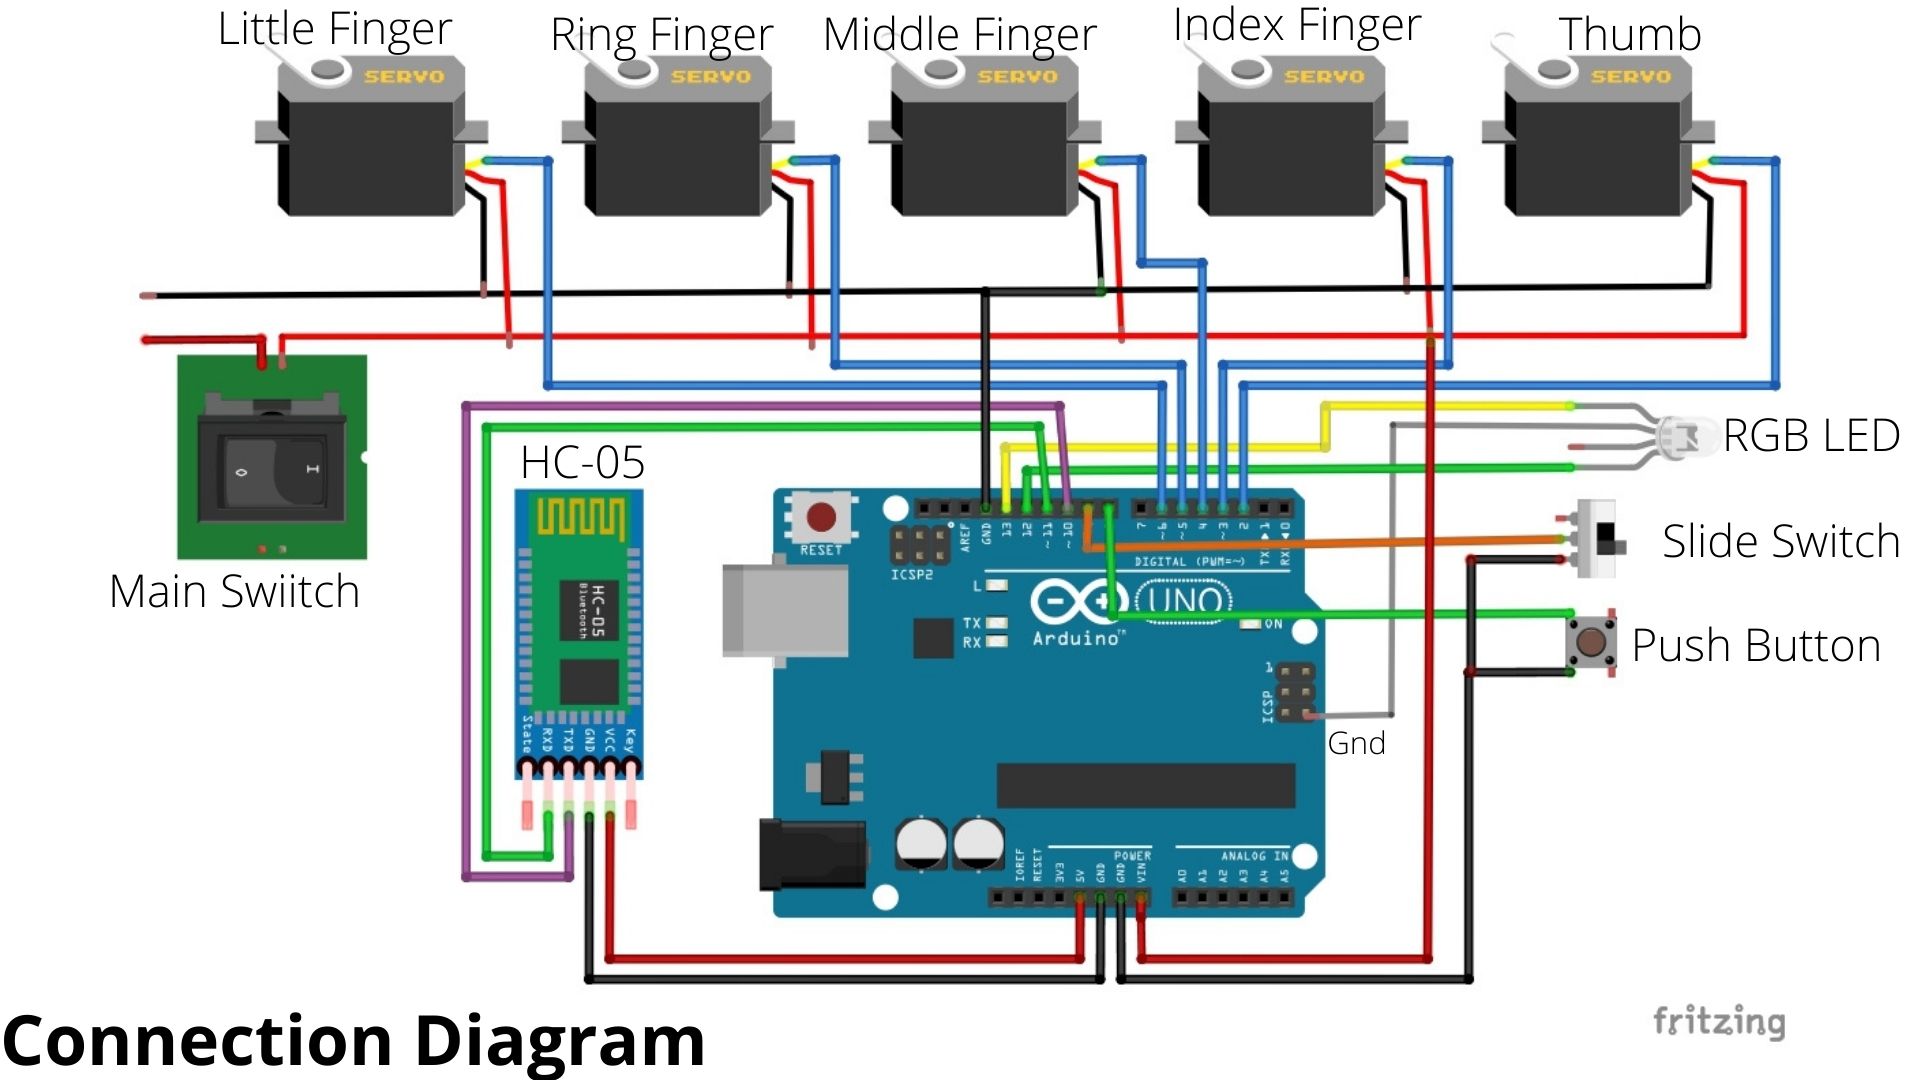 Little Finger
Ring Finger
Middle Finger
Index Finger
Thumb
SERVO
SERVO
SERVO
SERVO
SERVO
RGB LED
HC-05
Main Swiitch
O
I
HC-05
Bluetooth
State
RXD
TXD
GND
VCC
Key
RESET
ICSP2
AREF
GND
13
12
~11
~10
7
~6
~5
4
~3
2
TX▶1
RX◀0
DIGITAL (PWM=~)
L
TX
RX
UNO
Arduino™
ON
1
ICSP
Gnd
Slide Switch
Push Button
POWER
ANALOG IN
IOREF
RESET
3V3
5V
GND
GND
VIN
A0
A1
A2
A3
A4
A5
Connection Diagram
fritzing